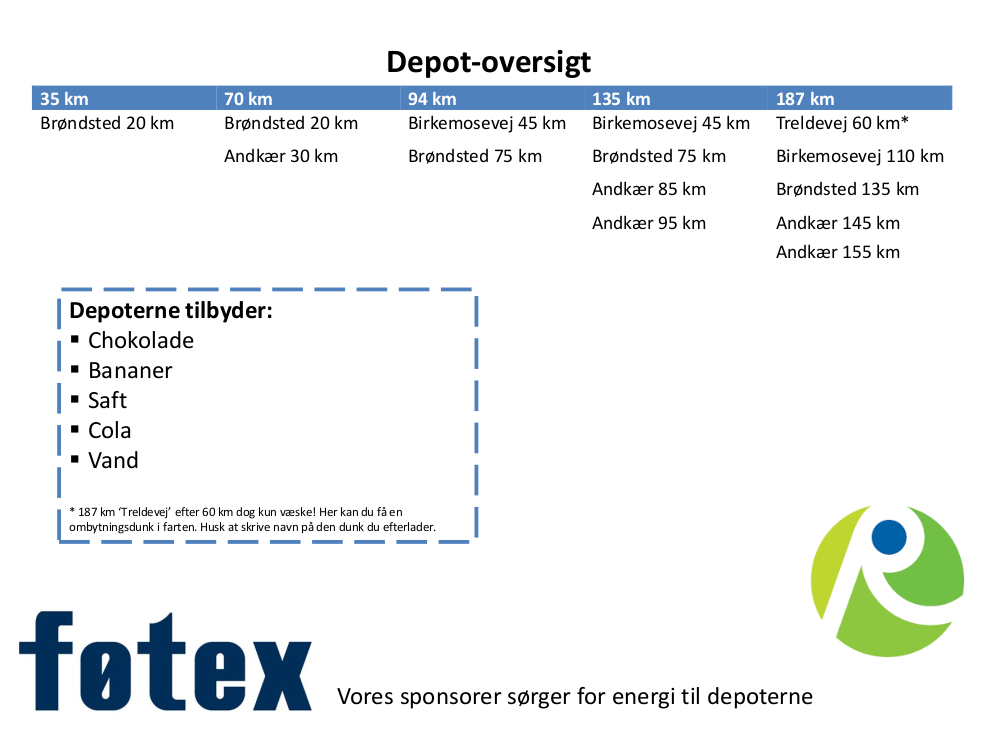 Depot-oversigt
35 km 70 km 94 km 135 km 187 km
Brøndsted 20 km Brøndsted 20 km Birkemosevej 45 km Birkemosevej 45 km Treldevej 60 km*
Andkær 30 km Brøndsted 75 km Brøndsted 75 km Birkemosevej 110 km
Andkær 85 km Brøndsted 135 km
Andkær 95 km Andkær 145 km
Andkær 155 km
Depoterne tilbyder:
▪ Chokolade
▪ Bananer
▪ Saft
▪ Cola
▪ Vand
* 187 km ‘Treldevej’ efter 60 km dog kun væske! Her kan du få en
ombytningsdunk i farten. Husk at skrive navn på den dunk du efterlader.
føtex
Vores sponsorer sørger for energi til depoterne